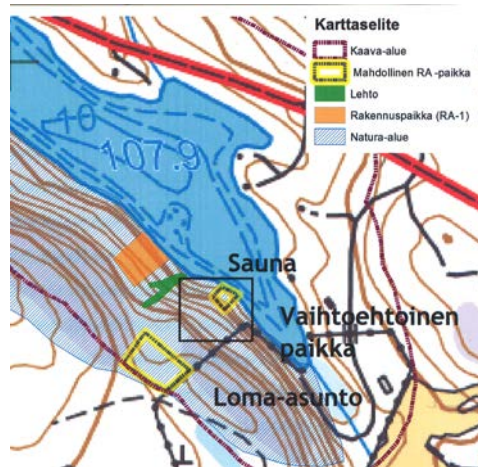 Karttaselite
Kaava-alue
Mahdollinen RA -paikka
Lehto
Rakennuspaikka (RA-1)
Natura-alue
10
107.9
Sauna
Vaihtoehtoinen
paikka
Loma-asunto